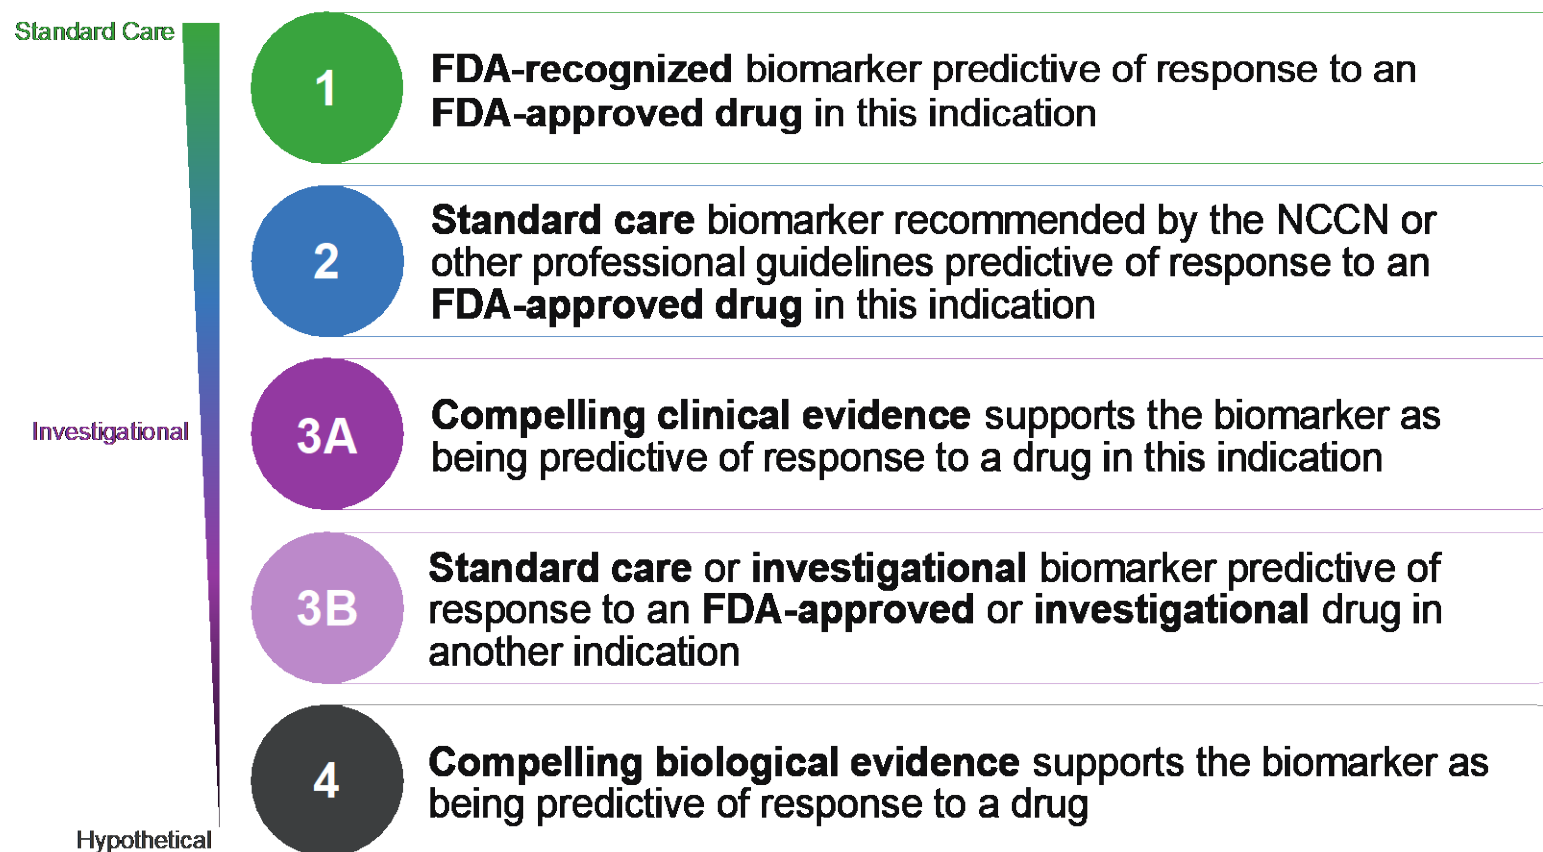 Standard Care
1
FDA-recognized biomarker predictive of response to an
FDA-approved drug in this indication
2
Standard care biomarker recommended by the NCCN or
other professional guidelines predictive of response to an
FDA-approved drug in this indication
Investigational
3A
Compelling clinical evidence supports the biomarker as
being predictive of response to a drug in this indication
3B
Standard care or investigational biomarker predictive of
response to an FDA-approved or investigational drug in
another indication
4
Compelling biological evidence supports the biomarker as
being predictive of response to a drug
Hypothetical